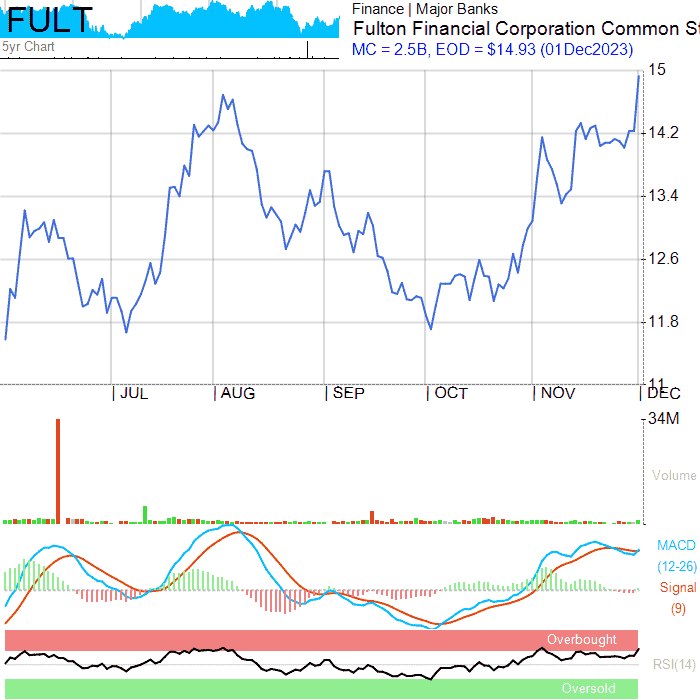 FULT
5yr Chart
Finance | Major Banks
Fulton Financial Corporation Common St
MC = 2.5B, EOD = $14.93 (01Dec2023)
15
14.2
13.4
12.6
11.8
11
JUL AUG SEP OCT NOV DEC
34M
Volume
MACD
(12-26)
Signal
(9)
Overbought
RSI(14)
Oversold